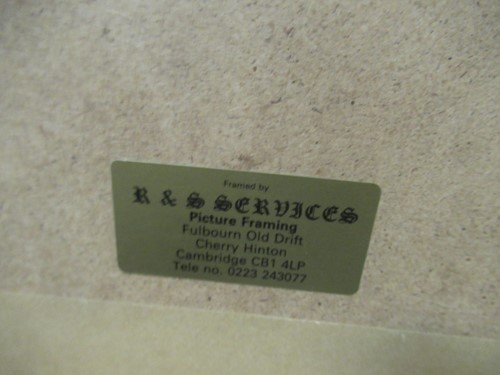 Framed by
R & S SERVICES
Picture Framing
Fulbourn Old Drift
Cherry Hinton
Cambridge CB1 4LP
Tele no. 0223 243077